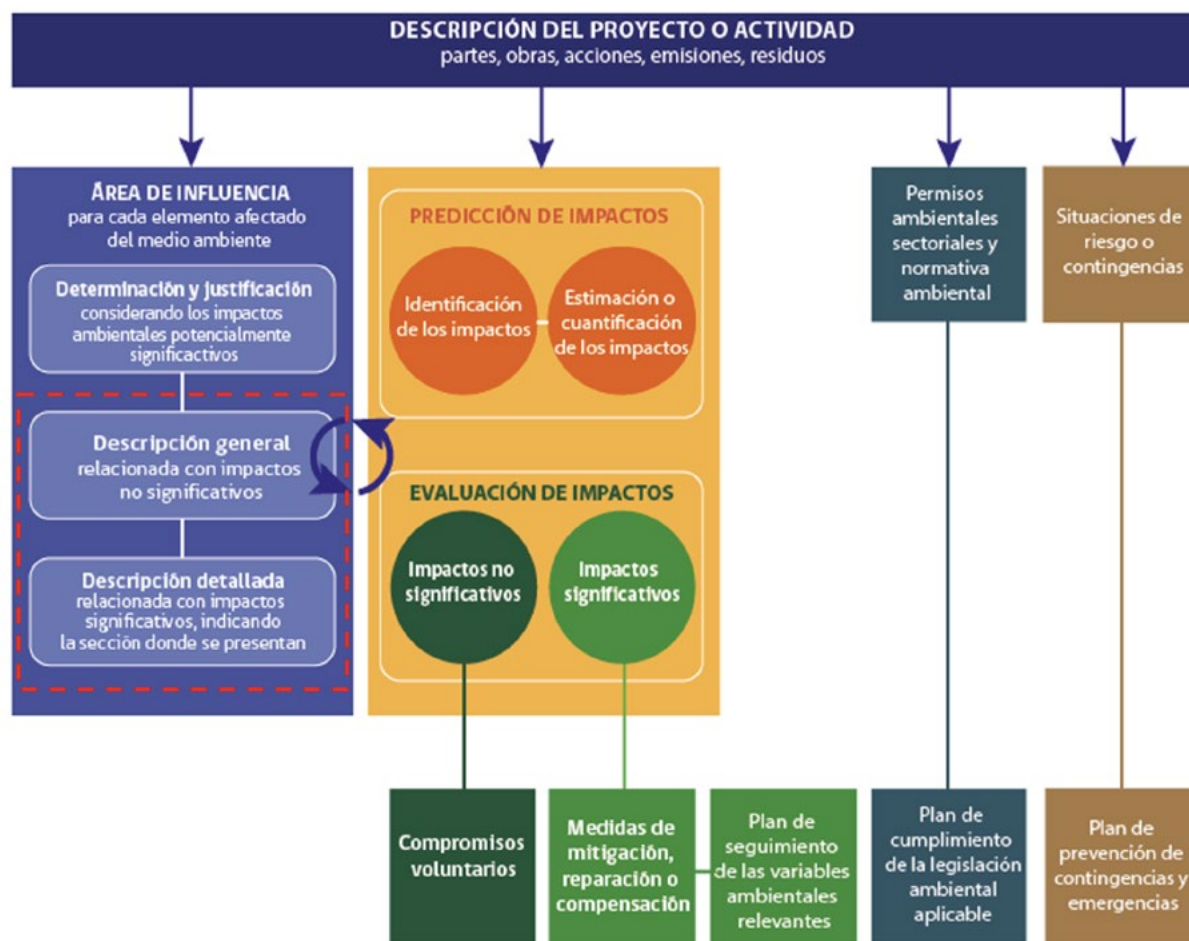 DESCRIPCIÓN DEL PROYECTO O ACTIVIDAD
partes, obras, acciones, emisiones, residuos
ÁREA DE INFLUENCIA
para cada elemento afectado
del medio ambiente
Determinación y justificación
considerando los impactos
ambientales potencialmente
significactivos
Descripción general
relacionada con impactos
no significativos
Descripción detallada
relacionada con impactos
significativos, indicando
la sección donde se presentan
PREDICCIÓN DE IMPACTOS
Identificación
de los impactos
Estimación o
cuantificación
de los impactos
EVALUACIÓN DE IMPACTOS
Impactos no
significativos
Impactos
significativos
Permisos
ambientales
sectoriales y
normativa
ambiental
Situaciones de
riesgo o
contingencias
Compromisos
voluntarios
Medidas de
mitigación,
reparación o
compensación
Plan de
seguimiento
de las variables
ambientales
relevantes
Plan de
cumplimiento
de la legislación
ambiental
aplicable
Plan de
prevención de
contingencias y
emergencias